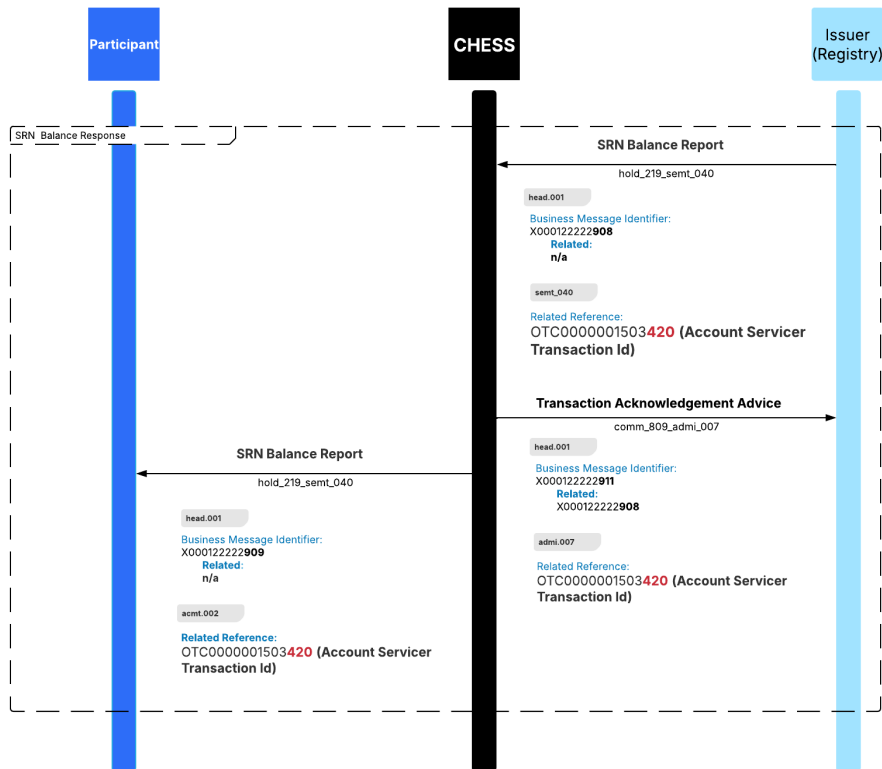 Participant
CHESS
Issuer
(Registry)
SRN Balance Response
SRN Balance Report
hold_219_semt_040
head.001
Business Message Identifier:
X000122222908
Related:
n/a
semt_040
Related Reference:
OTC0000001503420 (Account Servicer
Transaction Id)
Transaction Acknowledgement Advice
comm_809_admi_007
head.001
Business Message Identifier:
X000122222911
Related:
X000122222908
admi.007
Related Reference:
OTC0000001503420 (Account Servicer
Transaction Id)
SRN Balance Report
hold_219_semt_040
head.001
Business Message Identifier:
X000122222909
Related:
n/a
acmt.002
Related Reference:
OTC0000001503420 (Account Servicer
Transaction Id)